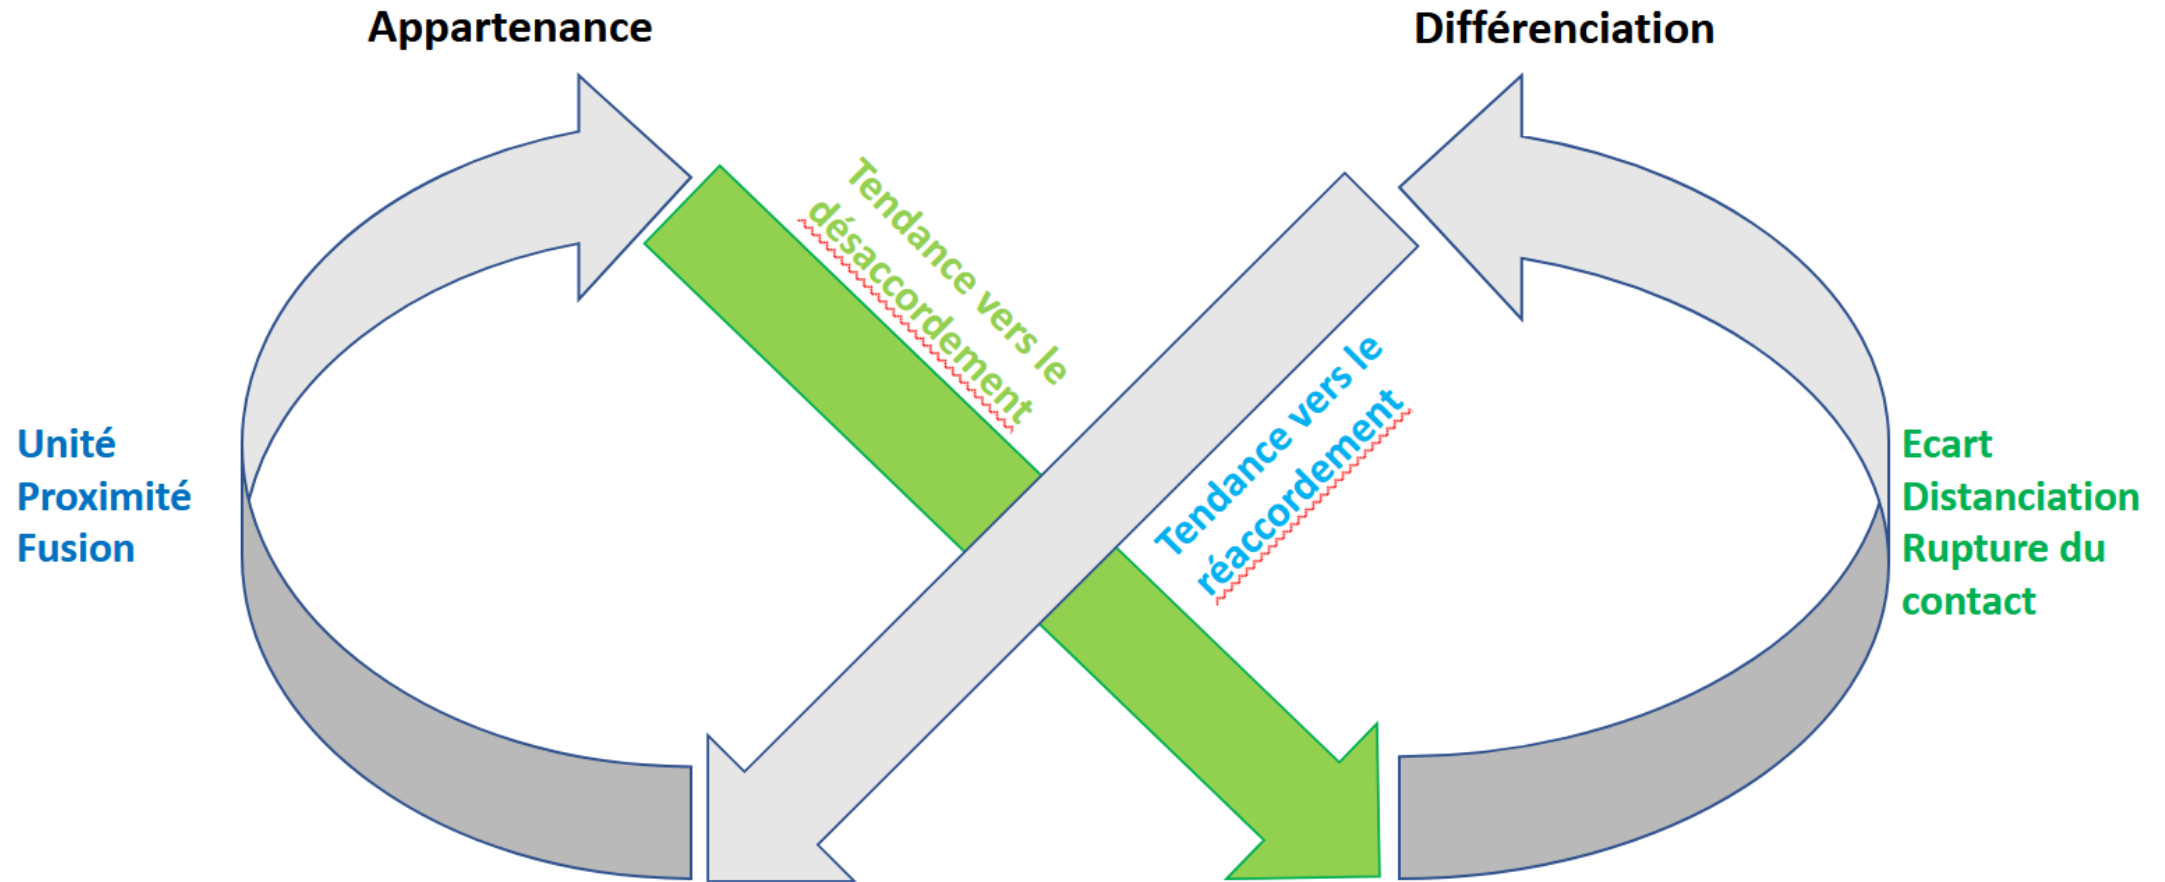 Appartenance
Différenciation
Tendance vers le
désaccordement
Tendance vers le
réaccordement
Unité
Proximité
Fusion
Ecart
Distanciation
Rupture du
contact